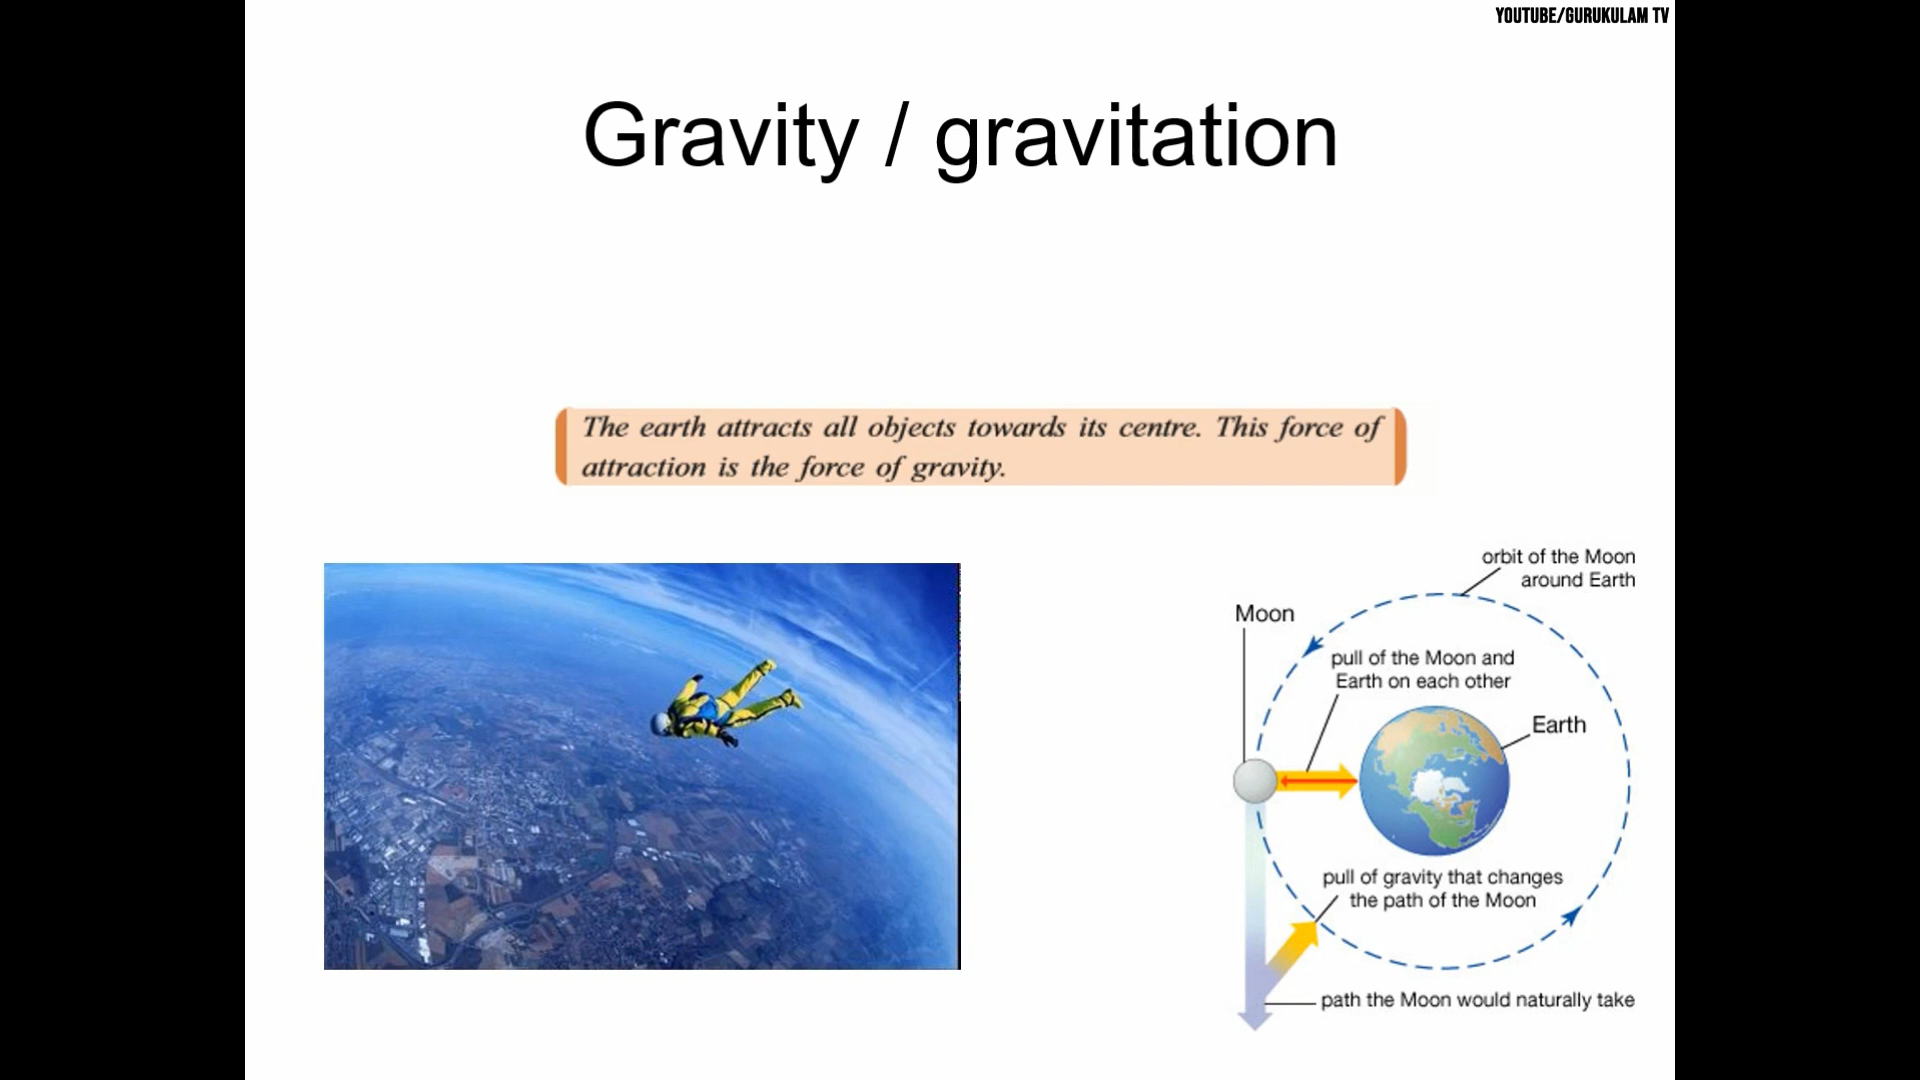 YOUTUBE/GURUKULAM TV
Gravity / gravitation
The earth attracts all objects towards its centre. This force of
attraction is the force of gravity.
orbit of the Moon
around Earth
Moon
pull of the Moon and
Earth on each other
Earth
pull of gravity that changes
the path of the Moon
path the Moon would naturally take